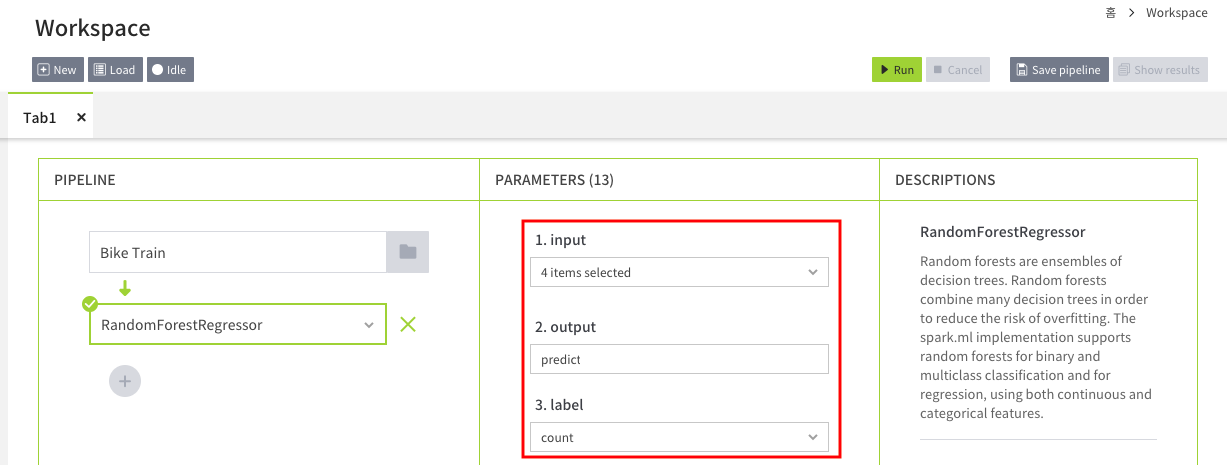 홈 > Workspace
Workspace
New Load Idle Run Cancel Save pipeline Show results
Tab1 ×
PIPELINE
Bike Train
RandomForestRegressor
PARAMETERS (13)
1. input
4 items selected
2. output
predict
3. label
count
DESCRIPTIONS
RandomForestRegressor
Random forests are ensembles of
decision trees. Random forests
combine many decision trees in order
to reduce the risk of overfitting. The
spark.ml implementation supports
random forests for binary and
multiclass classification and for
regression, using both continuous and
categorical features.